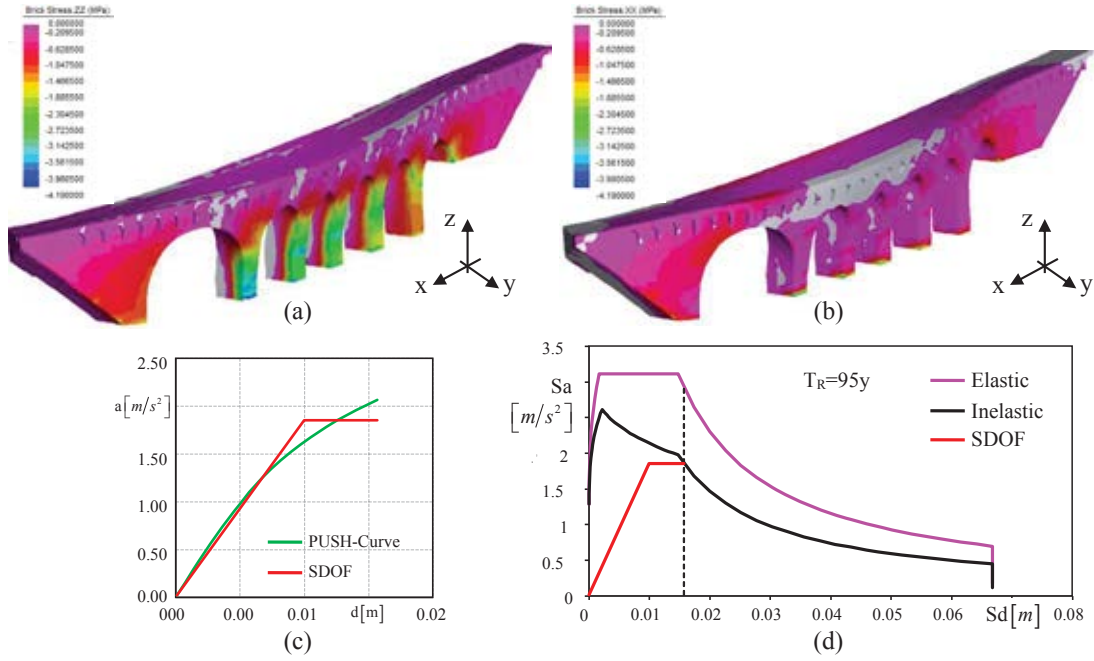 Brick Stress:ZZ (MPa)
0.000000
-0.209500
-0.628500
-1.047500
-1.466500
-1.885500
-2.304500
-2.723500
-3.142500
-3.561500
-3.980500
-4.190000
z
x
y
(a)
Brick Stress:XX (MPa)
0.000000
-0.209500
-0.628500
-1.047500
-1.466500
-1.885500
-2.304500
-2.723500
-3.142500
-3.561500
-3.980500
-4.190000
z
x
y
(b)
2.50
a[m/s²]
2.00
1.50
1.00
0.50
0.00
PUSH-Curve
SDOF
000
0.00
0.01
d[m]
0.02
(c)
3.5
Sa
[m/s²]
3
2.5
2
1.5
1
0.5
0
T_R=95y
Elastic
Inelastic
SDOF
0
0.01
0.02
0.03
0.04
0.05
0.06
Sd[m]
0.07
0.08
(d)